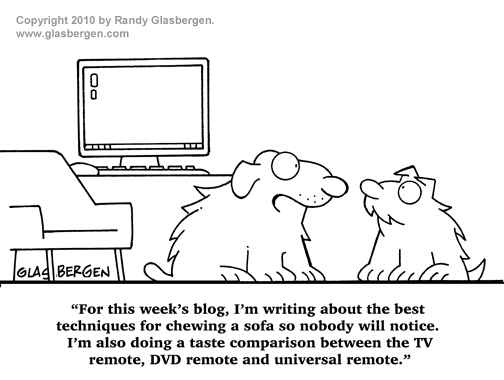 Copyright 2010 by Randy Glasbergen.
www.glasbergen.com
GLASBERGEN
“For this week’s blog, I’m writing about the best
techniques for chewing a sofa so nobody will notice.
I’m also doing a taste comparison between the TV
remote, DVD remote and universal remote.”